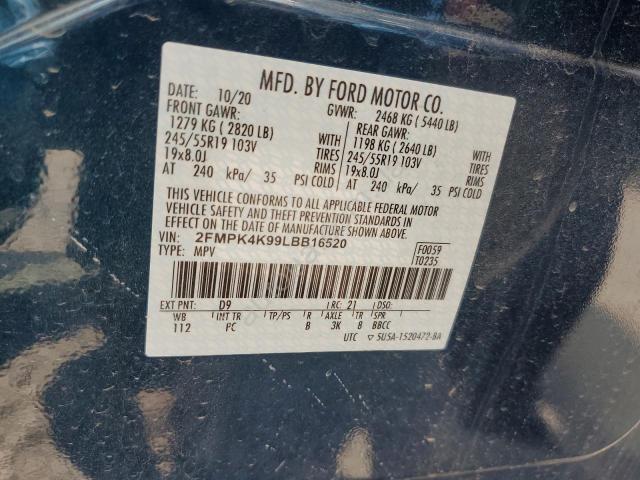 MFD. BY FORD MOTOR CO.
DATE: 10/20 GVWR: 2468 KG ( 5440 LB)
FRONT GAWR: REAR GAWR:
1279 KG ( 2820 LB) WITH 1198 KG ( 2640 LB) WITH
245/55R19 103V TIRES 245/55R19 103V TIRES
19x8.0J RIMS 19x8.0J RIMS
AT 240 kPa/ 35 PSI COLD AT 240 kPa/ 35 PSI COLD
THIS VEHICLE CONFORMS TO ALL APPLICABLE FEDERAL MOTOR
VEHICLE SAFETY AND THEFT PREVENTION STANDARDS IN
EFFECT ON THE DATE OF MANUFACTURE SHOWN ABOVE.
VIN: 2FMPK4K99LBB16520 F0059
TYPE: MPV T0235
EXT PNT: D9 RC: 21 DSO:
WB INT TR TP/PS R AXLE TR SPR
112 PC B 3K 8 BBCC
UTC ▽ 5U5A-1520472-BA